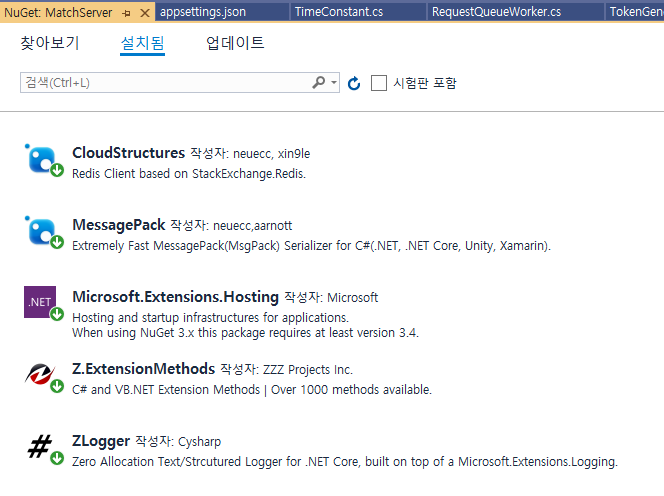 NuGet: MatchServer
appsettings.json
TimeConstant.cs
RequestQueueWorker.cs
TokenGen
찾아보기
설치됨
업데이트
검색(Ctrl+L)
시험판 포함
CloudStructures 작성자: neuecc, xin9le
Redis Client based on StackExchange.Redis.
MessagePack 작성자: neuecc,aarnott
Extremely Fast MessagePack(MsgPack) Serializer for C#(.NET, .NET Core, Unity, Xamarin).
.NET
Microsoft.Extensions.Hosting 작성자: Microsoft
Hosting and startup infrastructures for applications.
When using NuGet 3.x this package requires at least version 3.4.
Z.ExtensionMethods 작성자: ZZZ Projects Inc.
C# and VB.NET Extension Methods | Over 1000 methods available.
#
ZLogger 작성자: Cysharp
Zero Allocation Text/Strcutured Logger for .NET Core, built on top of a Microsoft.Extensions.Logging.